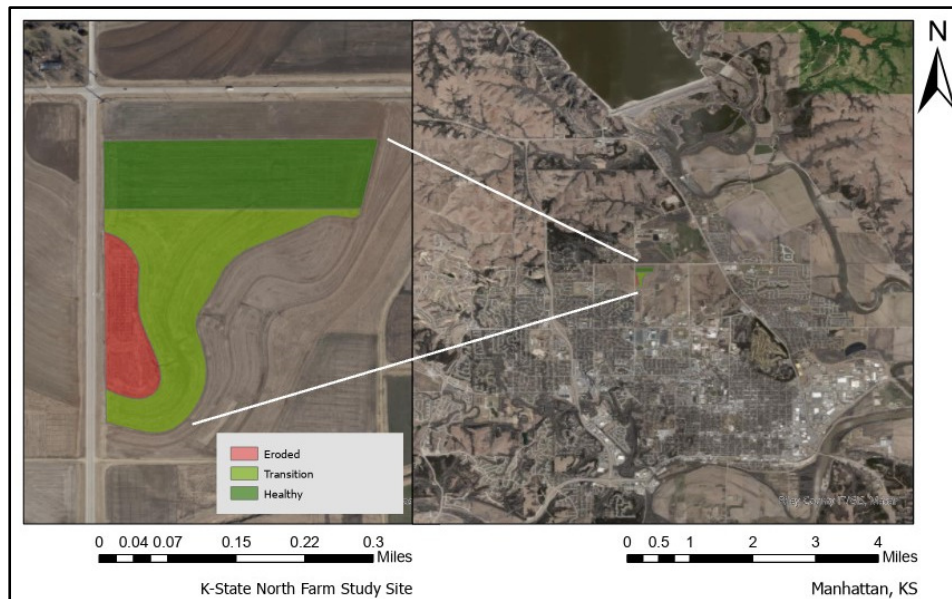 N
Eroded
Transition
Healthy
0 0.04 0.07 0.15 0.22 0.3
Miles
K-State North Farm Study Site
0 0.5 1 2 3 4
Miles
Manhattan, KS